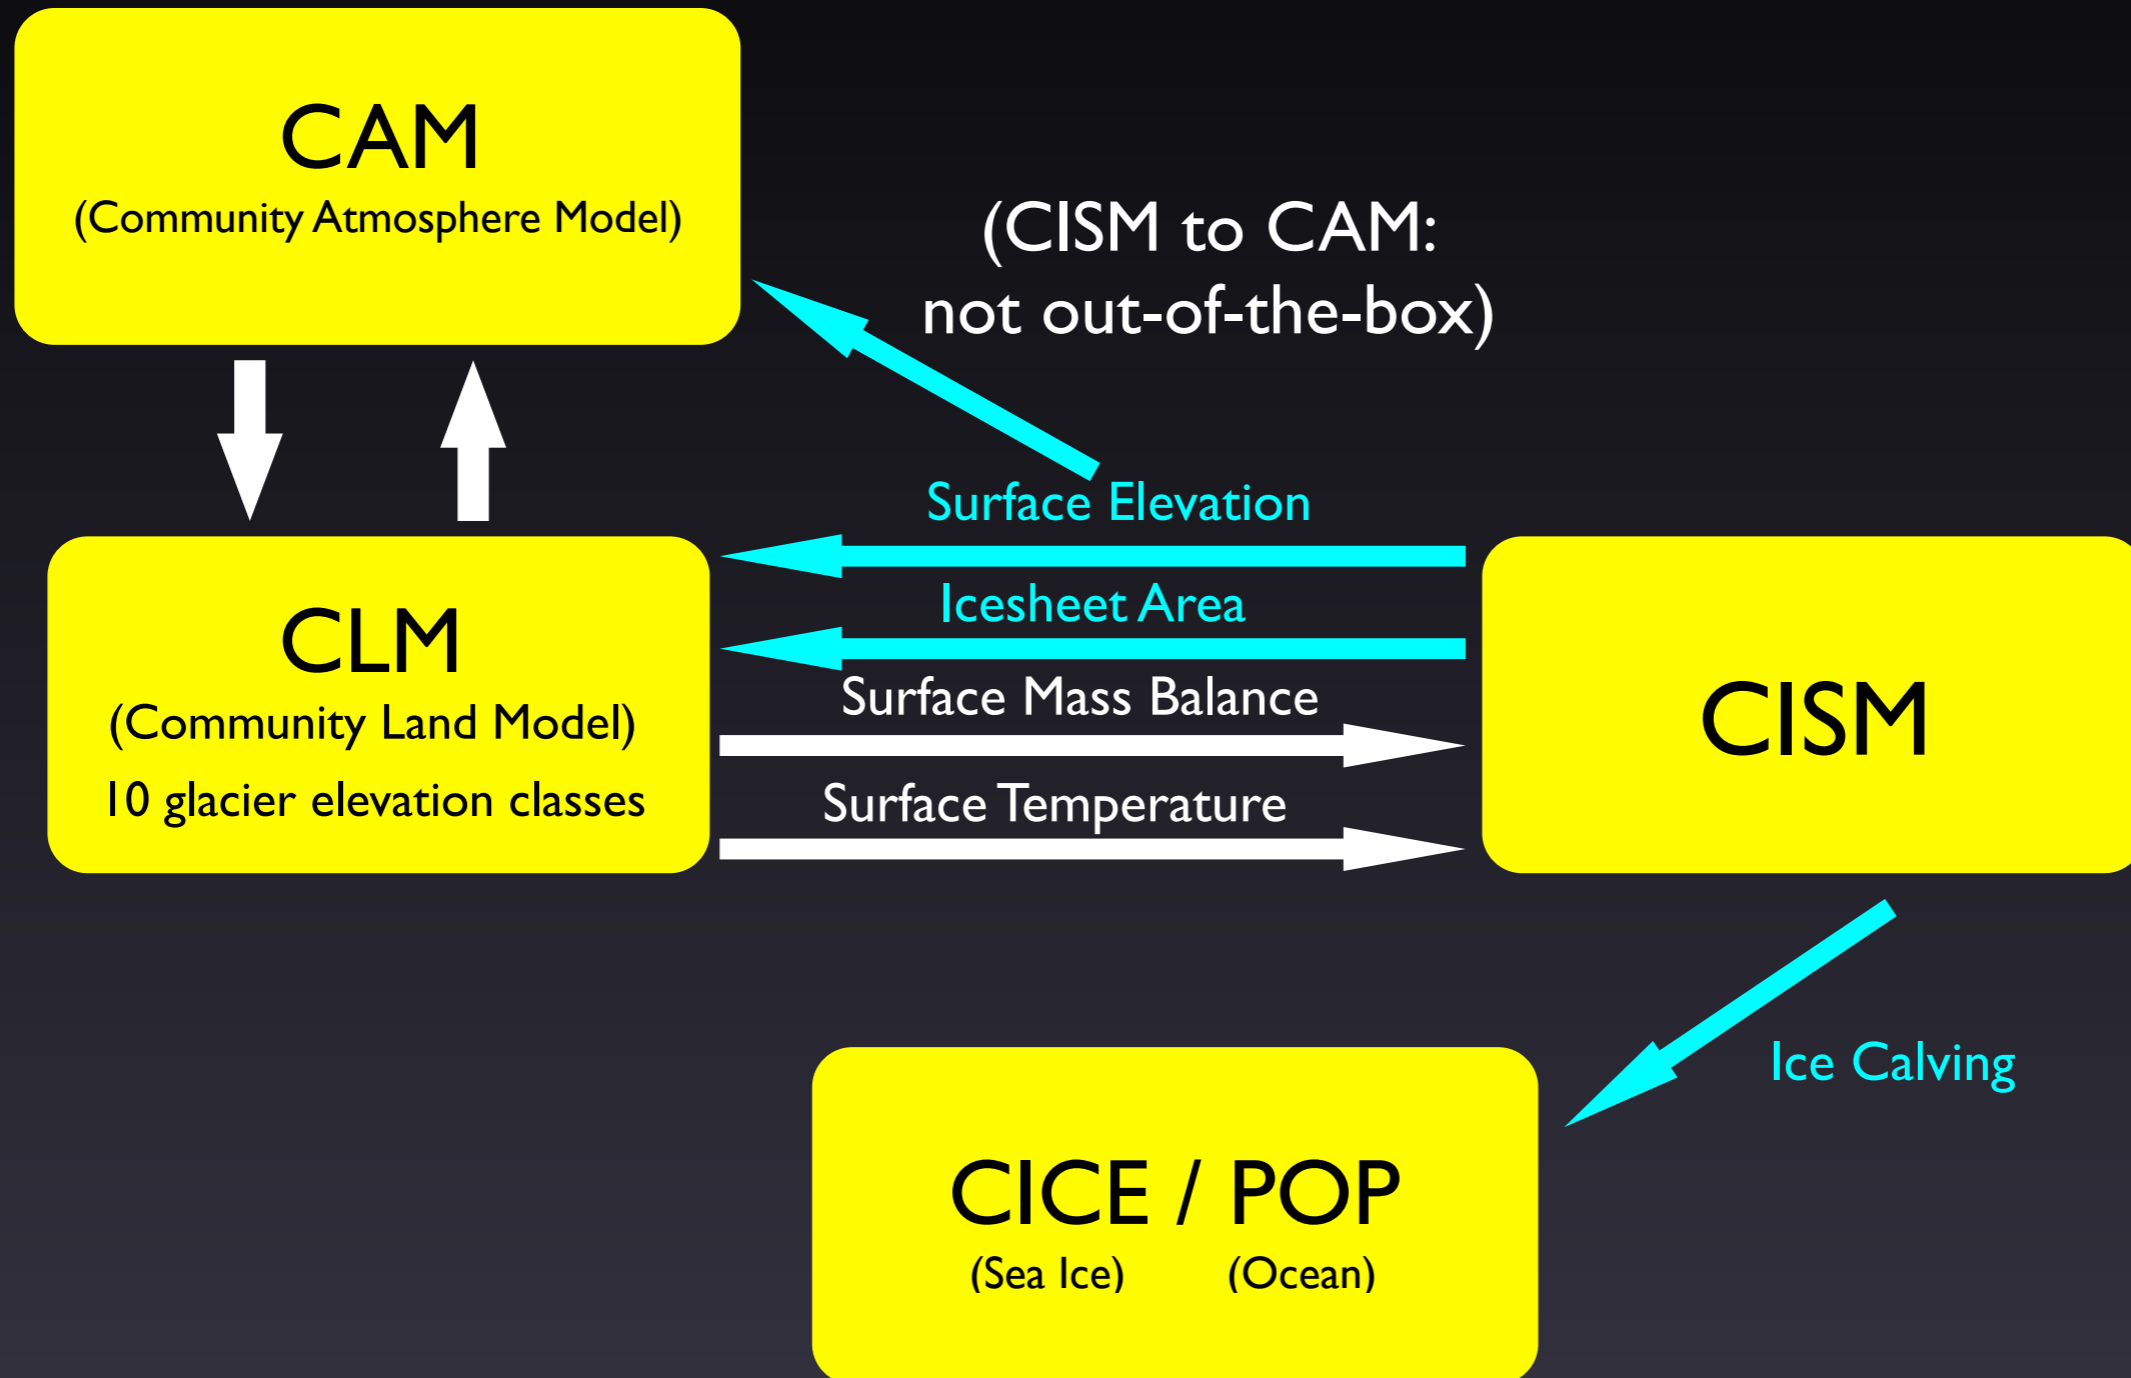 CAM
(Community Atmosphere Model)
(CISM to CAM:
not out-of-the-box)
Surface Elevation
Icesheet Area
Surface Mass Balance
Surface Temperature
CLM
(Community Land Model)
10 glacier elevation classes
CISM
Ice Calving
CICE / POP
(Sea Ice) (Ocean)